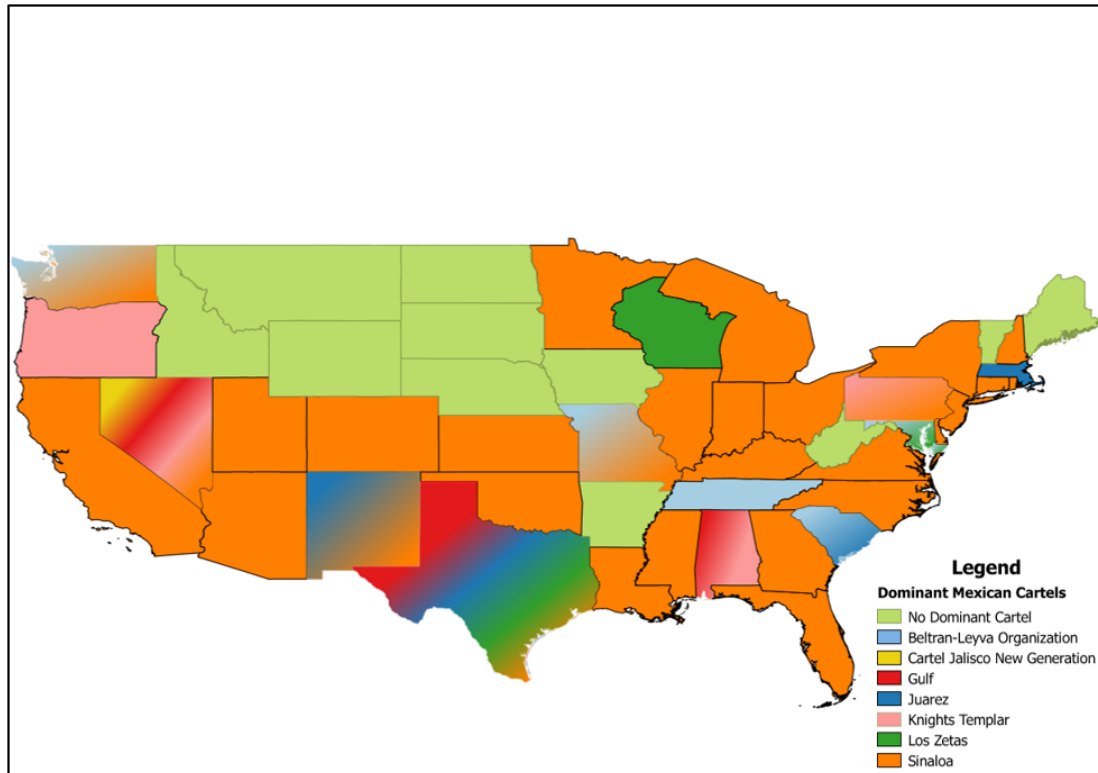 Legend
Dominant Mexican Cartels
No Dominant Cartel
Beltran-Leyva Organization
Cartel Jalisco New Generation
Gulf
Juarez
Knights Templar
Los Zetas
Sinaloa